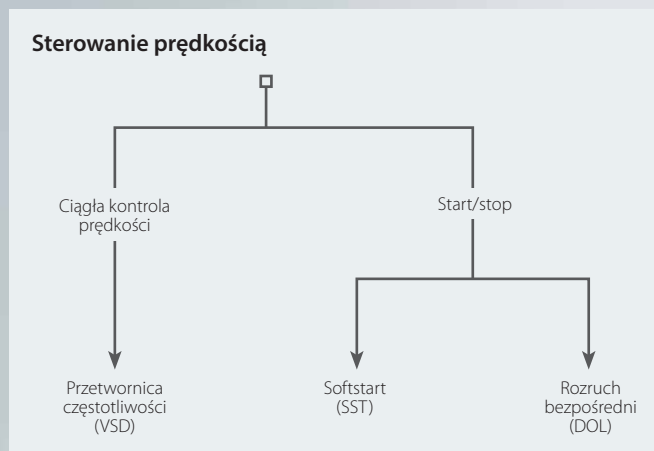 Sterowanie prędkością
Ciągła kontrola
prędkości
Start/stop
Przetwornica
częstotliwości
(VSD)
Softstart
(SST)
Rozruch
bezpośredni
(DOL)